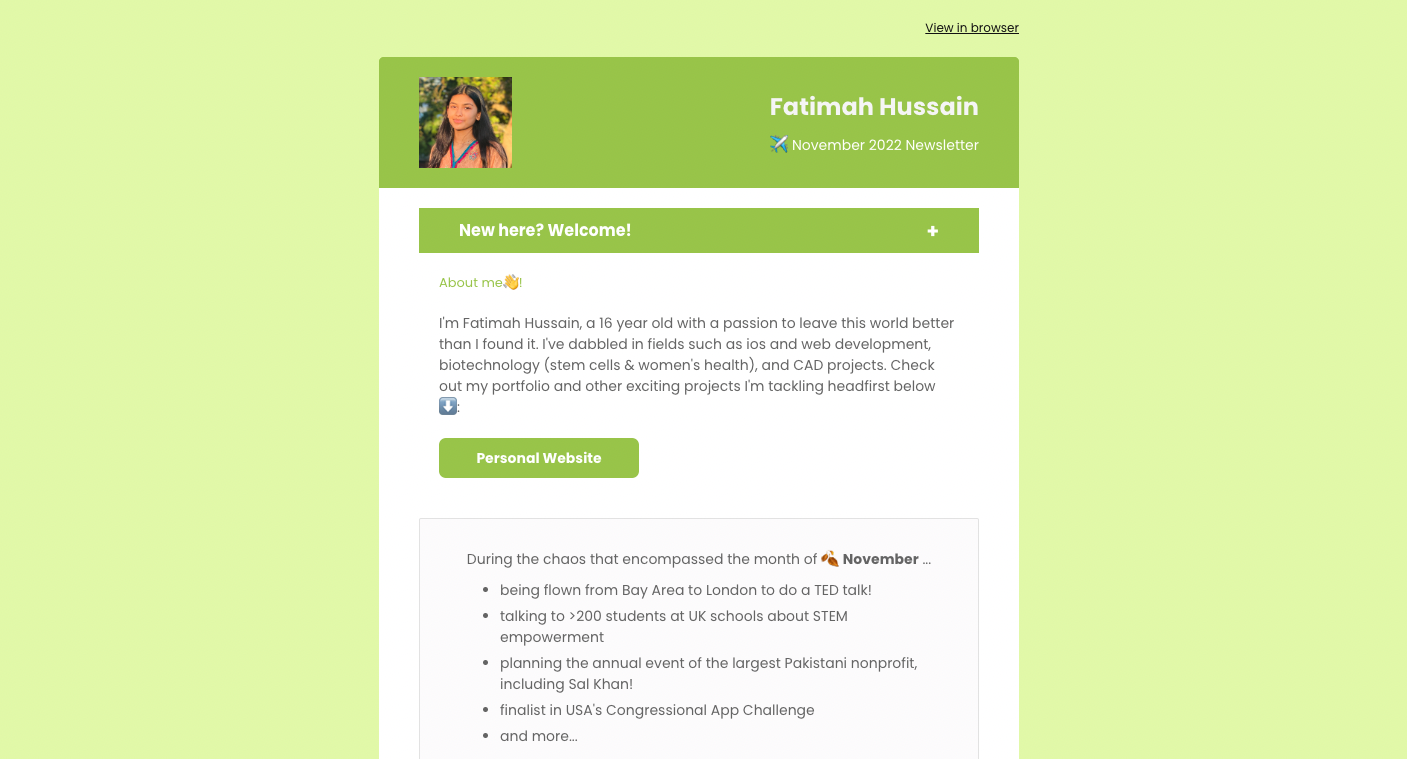 View in browser
Fatimah Hussain
✈️ November 2022 Newsletter
New here? Welcome! +
About me👋!
I'm Fatimah Hussain, a 16 year old with a passion to leave this world better
than I found it. I've dabbled in fields such as ios and web development,
biotechnology (stem cells & women's health), and CAD projects. Check
out my portfolio and other exciting projects I'm tackling headfirst below
⬇️:
Personal Website
During the chaos that encompassed the month of 🍂 November ...
• being flown from Bay Area to London to do a TED talk!
• talking to >200 students at UK schools about STEM
empowerment
• planning the annual event of the largest Pakistani nonprofit,
including Sal Khan!
• finalist in USA's Congressional App Challenge
• and more...